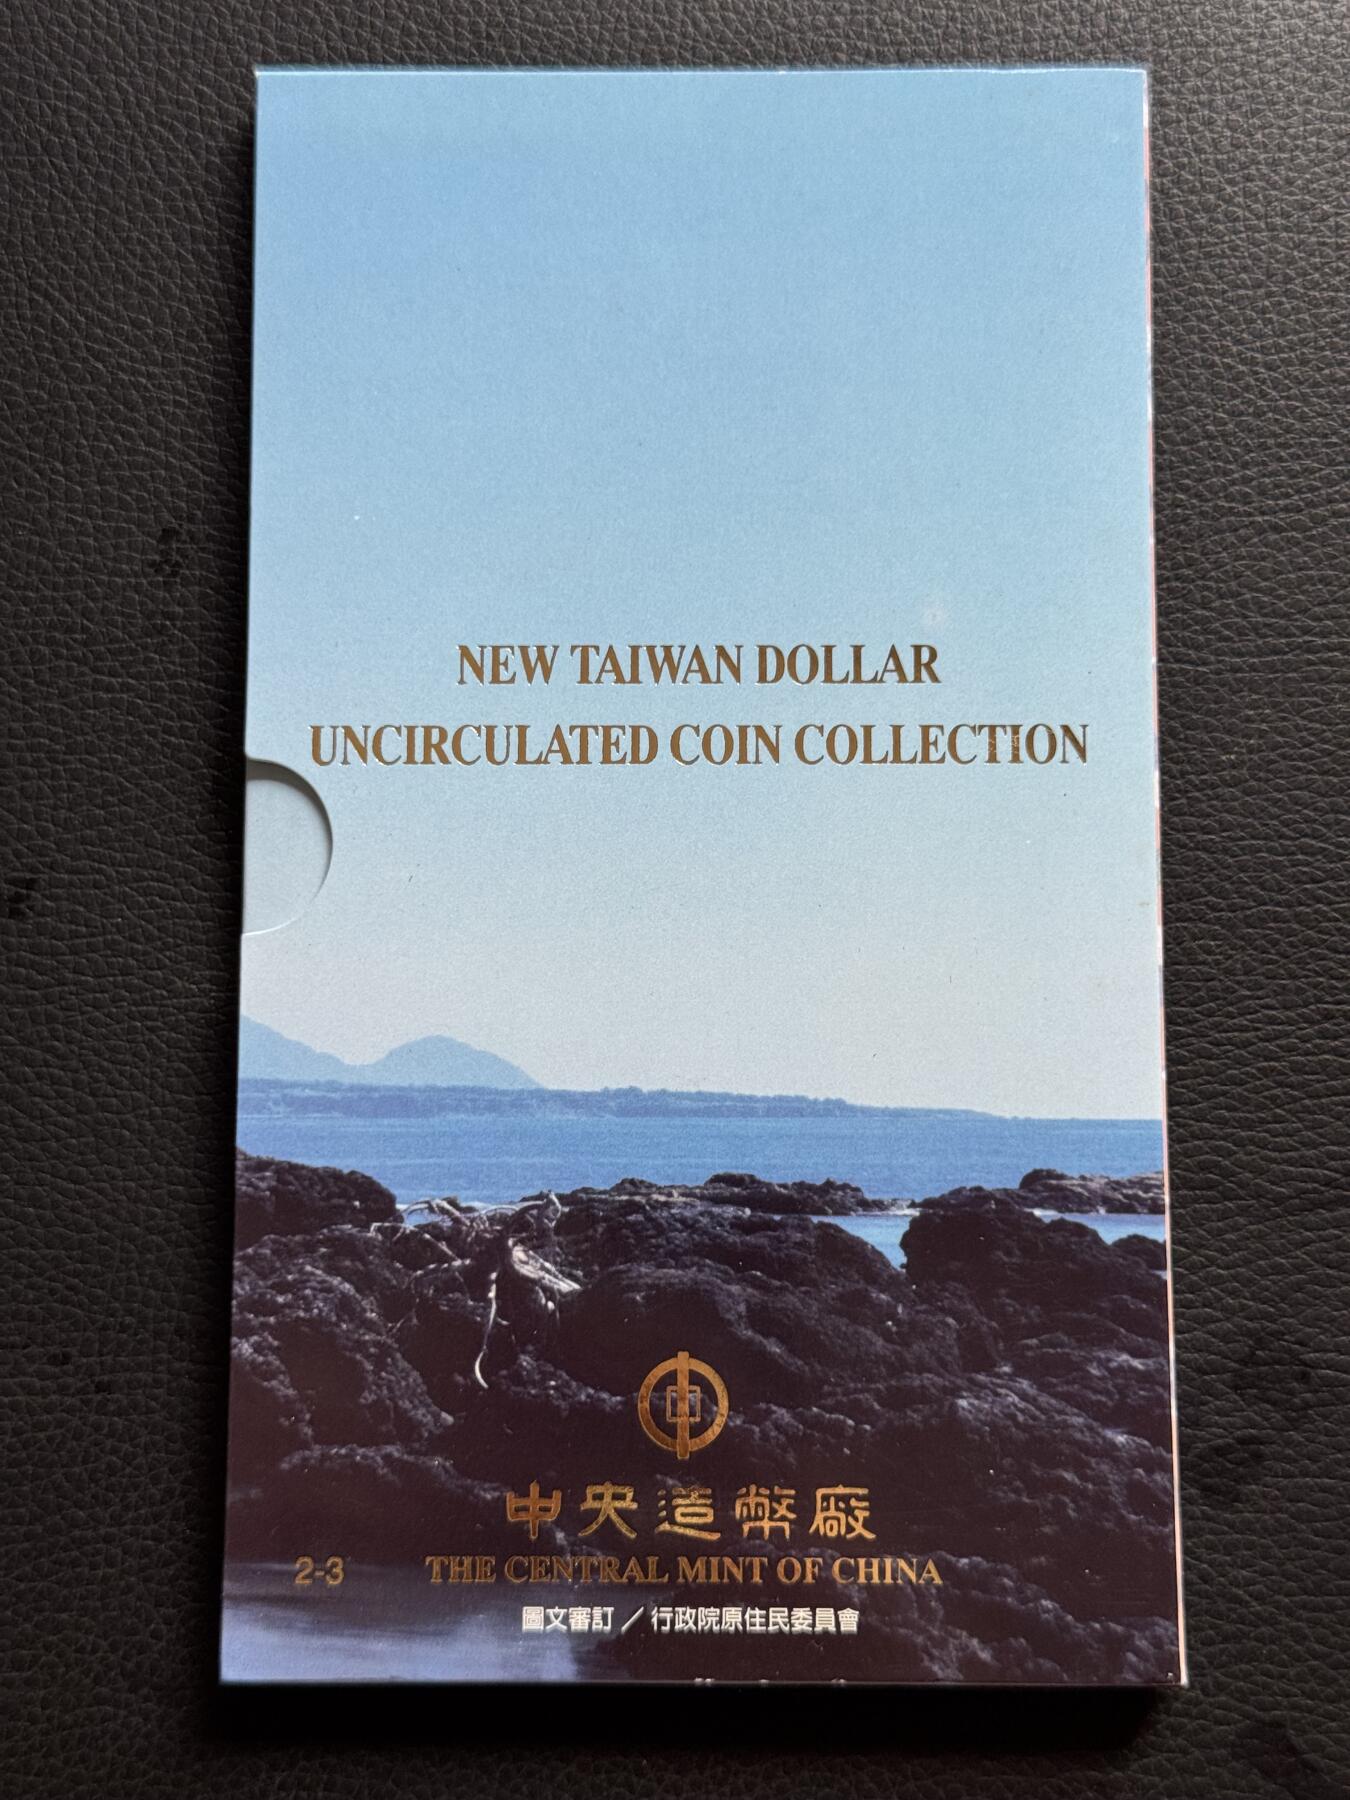 NEW TAIWAN DOLLAR
UNCIRCULATED COIN COLLECTION
中央造幣廠
2-3 THE CENTRAL MINT OF CHINA
圖文審訂／行政院原住民委員會